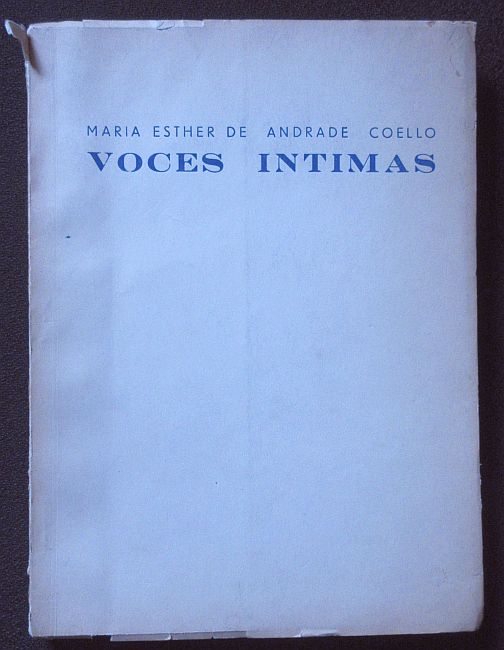 MARIA ESTHER DE ANDRADE COELLO
VOCES INTIMAS